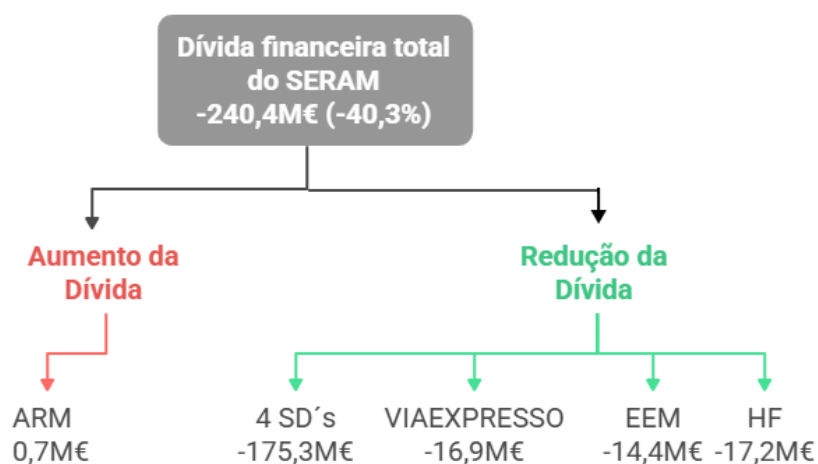 Dívida financeira total
do SERAM
-240,4M€ (-40,3%)
Aumento da
Dívida
Redução da
Dívida
ARM
0,7M€
4 SD´s
-175,3M€
VIAEXPRESSO
-16,9M€
EEM
-14,4M€
HF
-17,2M€